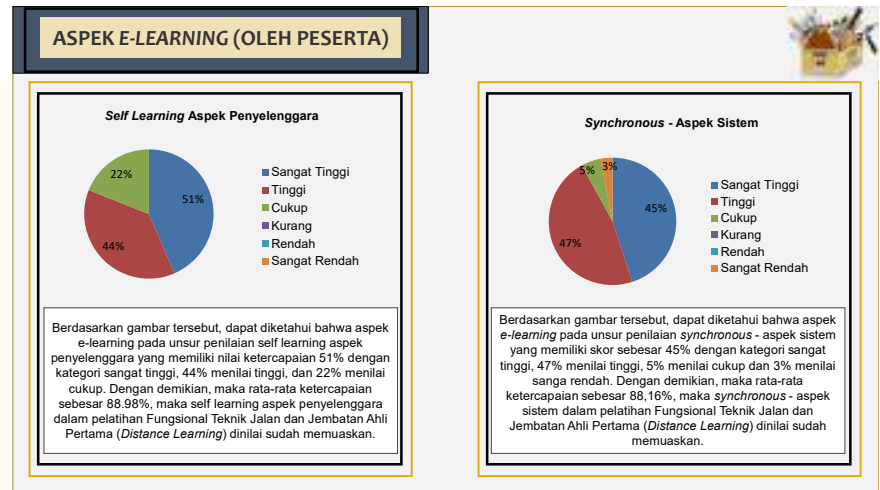 ASPEK E-LEARNING (OLEH PESERTA)
Self Learning Aspek Penyelenggara
22%
51%
44%
Sangat Tinggi
Tinggi
Cukup
Kurang
Rendah
Sangat Rendah
Berdasarkan gambar tersebut, dapat diketahui bahwa aspek
e-learning pada unsur penilaian self learning aspek
penyelenggara yang memiliki nilai ketercapaian 51% dengan
kategori sangat tinggi, 44% menilai tinggi, dan 22% menilai
cukup. Dengan demikian, maka rata-rata ketercapaian
sebesar 88.98%, maka self learning aspek penyelenggara
dalam pelatihan Fungsional Teknik Jalan dan Jembatan Ahli
Pertama (Distance Learning) dinilai sudah memuaskan.
Synchronous - Aspek Sistem
5%
3%
45%
47%
Sangat Tinggi
Tinggi
Cukup
Kurang
Rendah
Sangat Rendah
Berdasarkan gambar tersebut, dapat diketahui bahwa aspek
e-learning pada unsur penilaian synchronous - aspek sistem
yang memiliki skor sebesar 45% dengan kategori sangat
tinggi, 47% menilai tinggi, 5% menilai cukup dan 3% menilai
sanga rendah. Dengan demikian, maka rata-rata
ketercapaian sebesar 88,16%, maka synchronous - aspek
sistem dalam pelatihan Fungsional Teknik Jalan dan
Jembatan Ahli Pertama (Distance Learning) dinilai sudah
memuaskan.